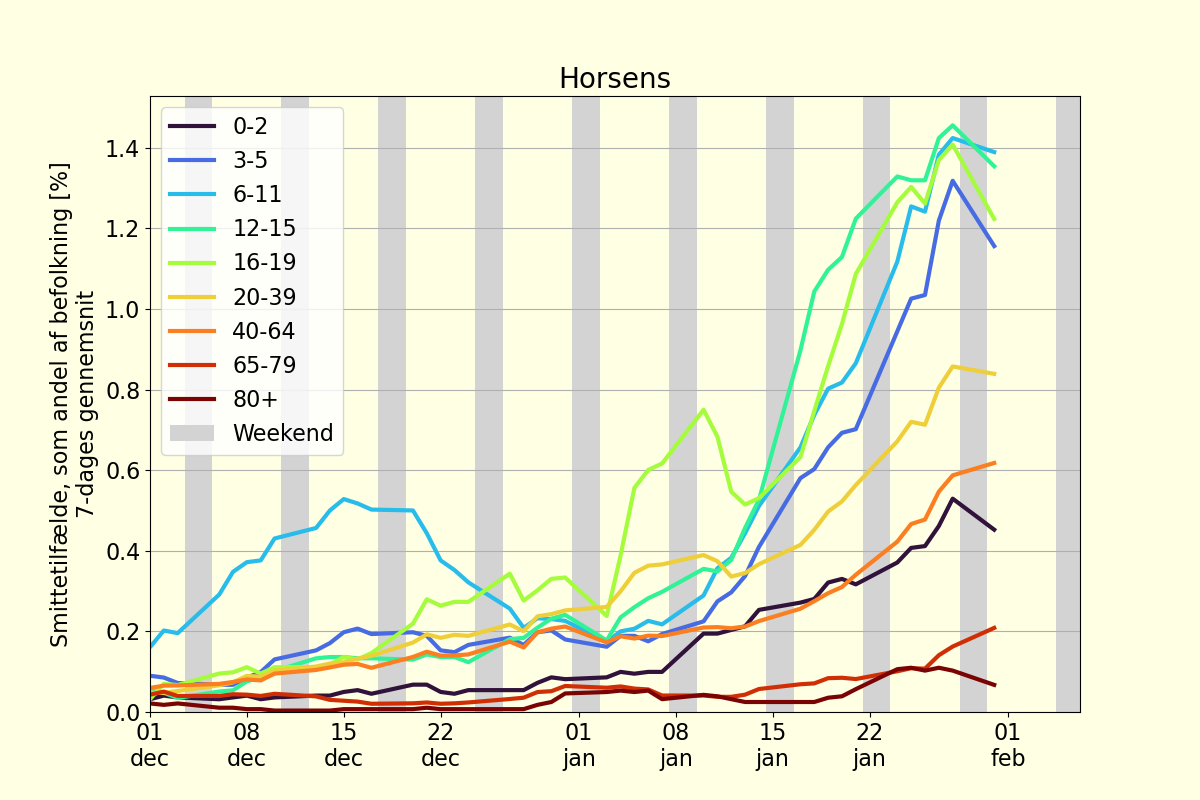 Horsens
Smittetilfælde, som andel af befolkning [%]
7-dages gennemsnit
1.4
1.2
1.0
0.8
0.6
0.4
0.2
0.0
0-2
3-5
6-11
12-15
16-19
20-39
40-64
65-79
80+
Weekend
01 08 15 22 01 08 15 22 01
dec dec dec dec jan jan jan jan feb